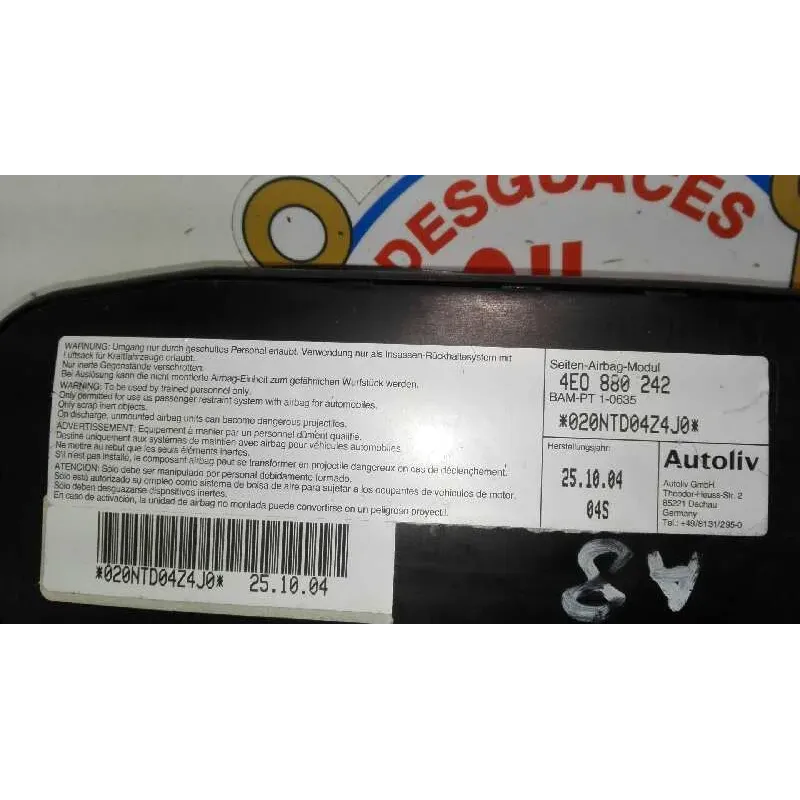 DESGUACES
WARNUNG: Umgang nur durch geschultes Personal erlaubt. Verwendung nur als Insassen-Rückhaltesystem mit
Luftsack für Kraftfahrzeuge erlaubt.
Nur inerte Gegenstände verschrotten.
Bei Auslösung kann die nicht montierte Airbag-Einheit zum gefährlichen Wurfstück werden.
WARNING: To be used by trained personnel only.
Only permitted for use as passenger restraint system with airbag for automobiles.
Only scrap inert objects.
On discharge, unmounted airbag units can become dangerous projectiles.
ADVERTISSEMENT: Equipement à manier par un personnel dûment qualifié.
Destiné uniquement aux systèmes de maintien avec airbag pour véhicules automobiles.
Ne mettre au rebut que les seuls éléments inertes.
S'il n'est pas installé, le composant airbag peut se transformer en projectile dangereux en cas de déclenchement.
ATENCION: Sólo debe ser manipulado por personal debidamente formado.
Solo está autorizado su empleo como sistema de bolsa de aire para sujetar a los ocupantes de vehículos de motor.
Sólo deben desguazarse dispositivos inertes.
En caso de activación, la unidad de airbag no montada puede convertirse en un peligroso proyectil.
Seiten-Airbag-Modul
4E0 880 242
BAM-PT 1-0635
*020NTD04Z4J0*
Herstellungsjahr:
25.10.04
04S
Autoliv
Autoliv GmbH
Theodor-Heuss-Str. 2
85221 Dachau
Germany
Tel.: +49/8131/295-0
*020NTD04Z4J0* 25.10.04
A8